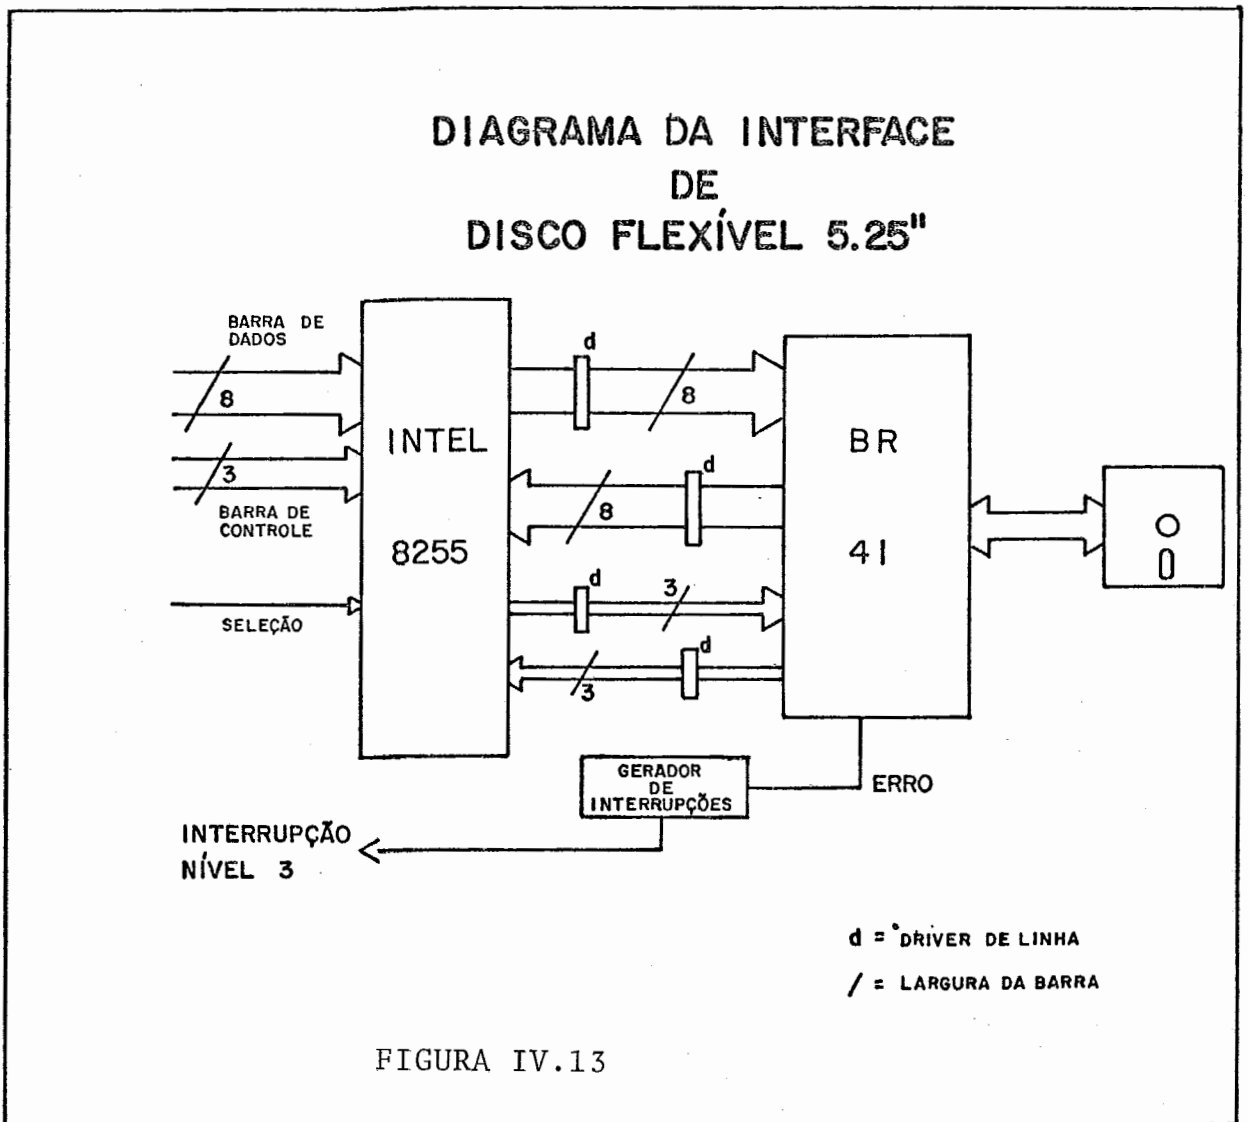 DIAGRAMA DA INTERFACE
DE
DISCO FLEXÍVEL 5.25"
BARRA DE
DADOS
8
3
BARRA DE
CONTROLE
SELEÇÃO
INTEL
8255
d
8
d
8
d
3
d
3
BR
41
GERADOR
DE
INTERRUPÇÕES
ERRO
INTERRUPÇÃO
NÍVEL 3
d = DRIVER DE LINHA
/ = LARGURA DA BARRA
FIGURA IV.13